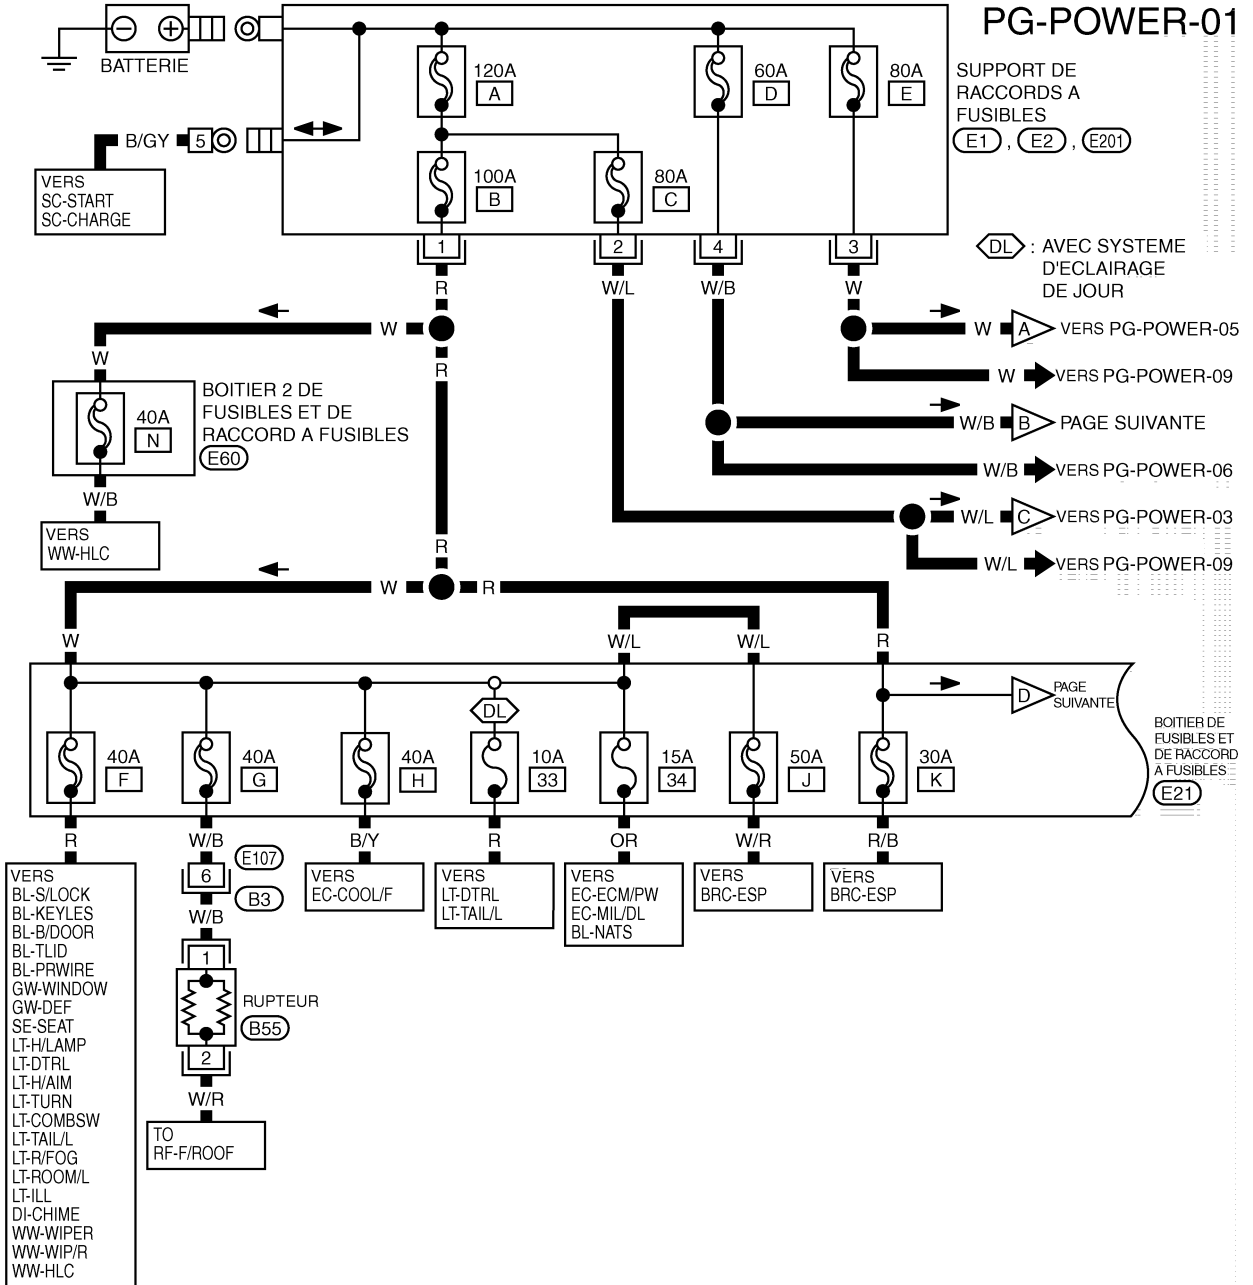 PG-POWER-01
BATTERIE
120A
A
60A
D
80A
E
SUPPORT DE
RACCORDS A
FUSIBLES
E1 , E2 , E201
B/GY
5
VERS
SC-START
SC-CHARGE
100A
B
80A
C
1
2
4
3
DL : AVEC SYSTEME
D'ECLAIRAGE
DE JOUR
R
W/L
W/B
W
W
W
A
VERS PG-POWER-05
W
R
W
VERS PG-POWER-09
BOITIER 2 DE
FUSIBLES ET DE
RACCORD A FUSIBLES
E60
40A
N
W/B
B
PAGE SUIVANTE
W/B
VERS PG-POWER-06
W/B
VERS
WW-HLC
W/L
C
VERS PG-POWER-03
R
W/L
VERS PG-POWER-09
W
R
W
W/L
W/L
R
D
PAGE
SUIVANTE
DL
BOITIER DE
FUSIBLES ET
DE RACCORD
A FUSIBLES
E21
40A
F
40A
G
40A
H
10A
33
15A
34
50A
J
30A
K
R
W/B
B/Y
R
OR
W/R
R/B
E107
6
B3
W/B
1
RUPTEUR
B55
2
W/R
TO
RF-F/ROOF
VERS
BL-S/LOCK
BL-KEYLES
BL-B/DOOR
BL-TLID
BL-PRWIRE
GW-WINDOW
GW-DEF
SE-SEAT
LT-H/LAMP
LT-DTRL
LT-H/AIM
LT-TURN
LT-COMBSW
LT-TAIL/L
LT-R/FOG
LT-ROOM/L
LT-ILL
DI-CHIME
WW-WIPER
WW-WIP/R
WW-HLC
VERS
EC-COOL/F
VERS
LT-DTRL
LT-TAIL/L
VERS
EC-ECM/PW
EC-MIL/DL
BL-NATS
VERS
BRC-ESP
VERS
BRC-ESP